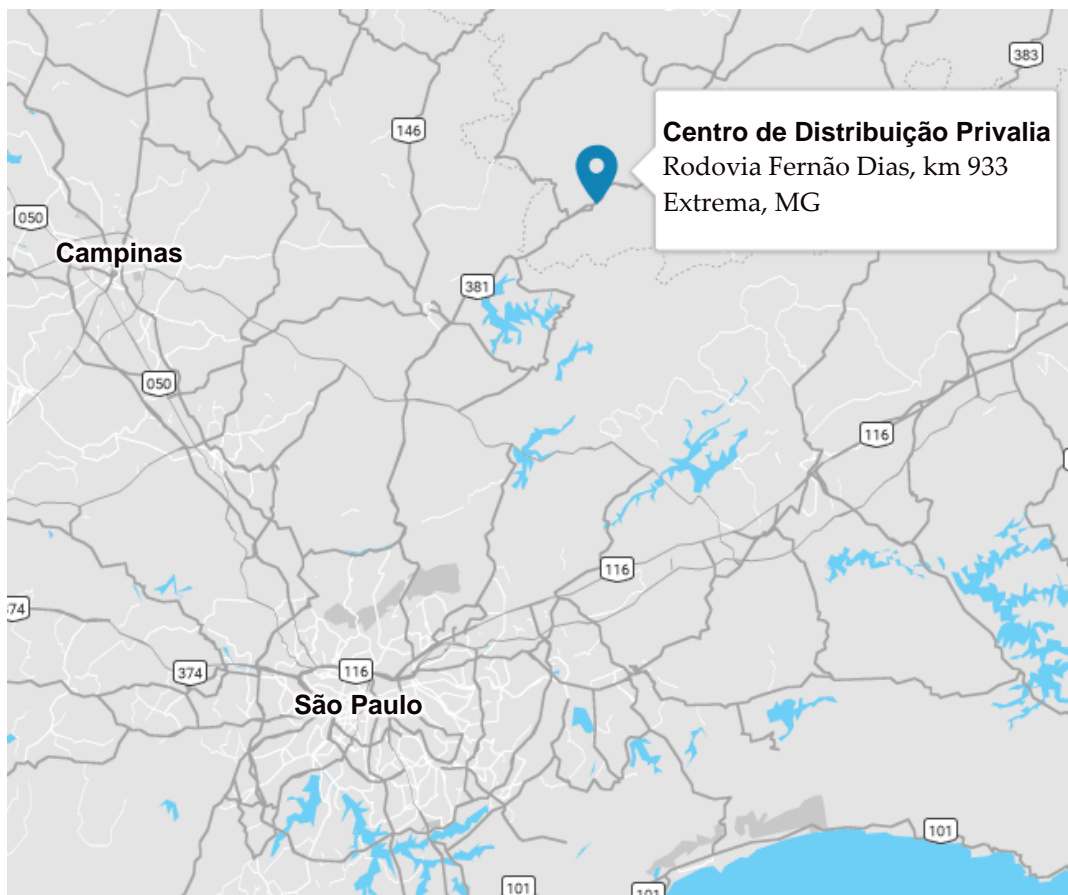 383
Centro de Distribuição Privalia
Rodovia Fernão Dias, km 933
Extrema, MG
146
050
Campinas
381
050
116
116
374
374
116
São Paulo
101
101
101